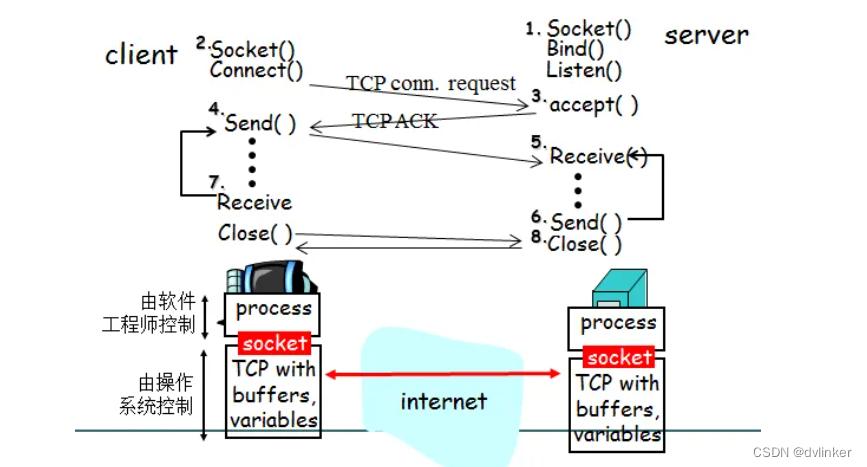 client
2.Socket()
Connect()
1. Socket()
Bind()
Listen()
server
TCP conn. request
3.accept( )
4.
Send( )
TCP ACK
5.
Receive( )
7.
Receive
6.Send( )
Close( )
8.Close( )
由软件
工程师控制
process
process
socket
socket
由操作
系统控制
TCP with
buffers,
variables
internet
TCP with
buffers,
variables
CSDN @dvlinker